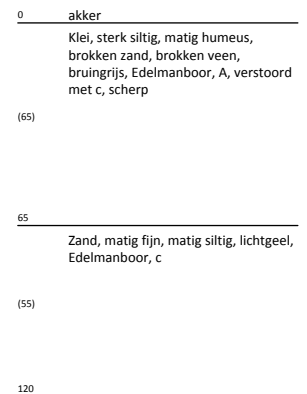 0 akker
Klei, sterk siltig, matig humeus,
brokken zand, brokken veen,
bruingrijs, Edelmanboor, A, verstoord
met c, scherp
(65)
65
Zand, matig fijn, matig siltig, lichtgeel,
Edelmanboor, c
(55)
120